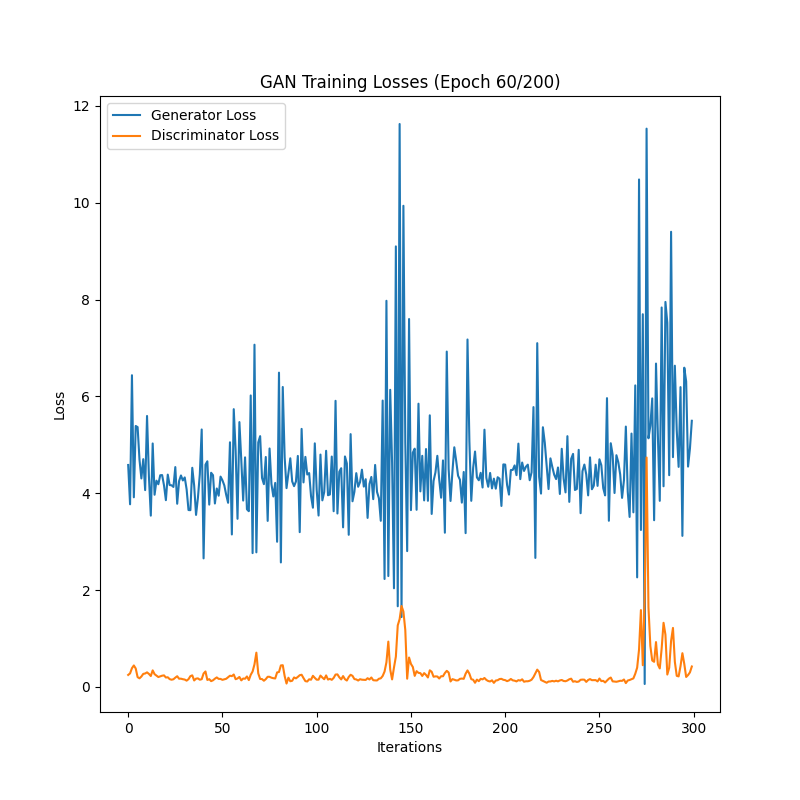 GAN Training Losses (Epoch 60/200)
Generator Loss
Discriminator Loss
12
10
8
6
4
2
0
Loss
0 50 100 150 200 250 300
Iterations